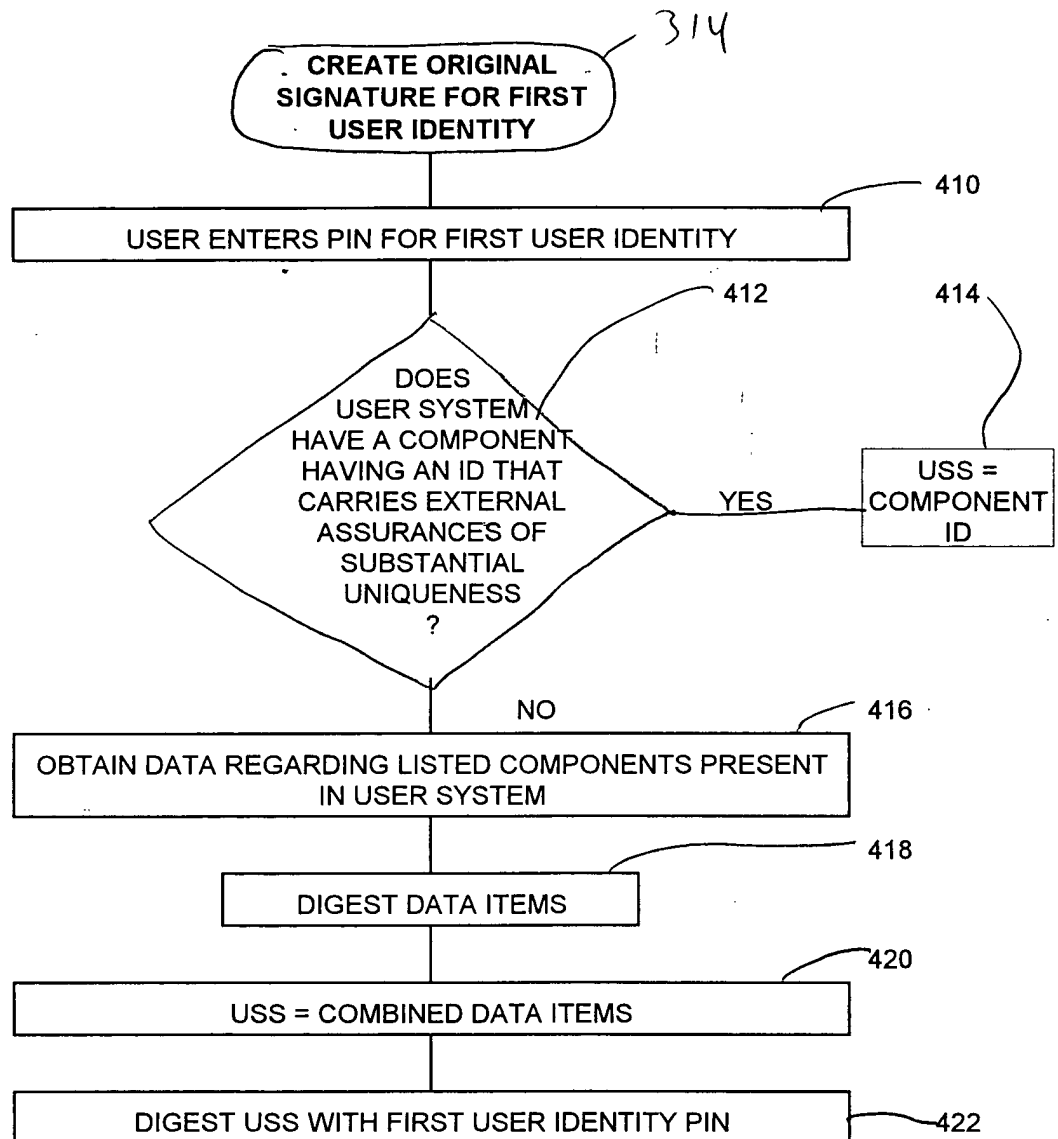 314
CREATE ORIGINAL
SIGNATURE FOR FIRST
USER IDENTITY
410
USER ENTERS PIN FOR FIRST USER IDENTITY
412
414
DOES
USER SYSTEM
HAVE A COMPONENT
HAVING AN ID THAT
CARRIES EXTERNAL
ASSURANCES OF
SUBSTANTIAL
UNIQUENESS
?
YES
USS =
COMPONENT
ID
NO
416
OBTAIN DATA REGARDING LISTED COMPONENTS PRESENT
IN USER SYSTEM
418
DIGEST DATA ITEMS
420
USS = COMBINED DATA ITEMS
DIGEST USS WITH FIRST USER IDENTITY PIN
422